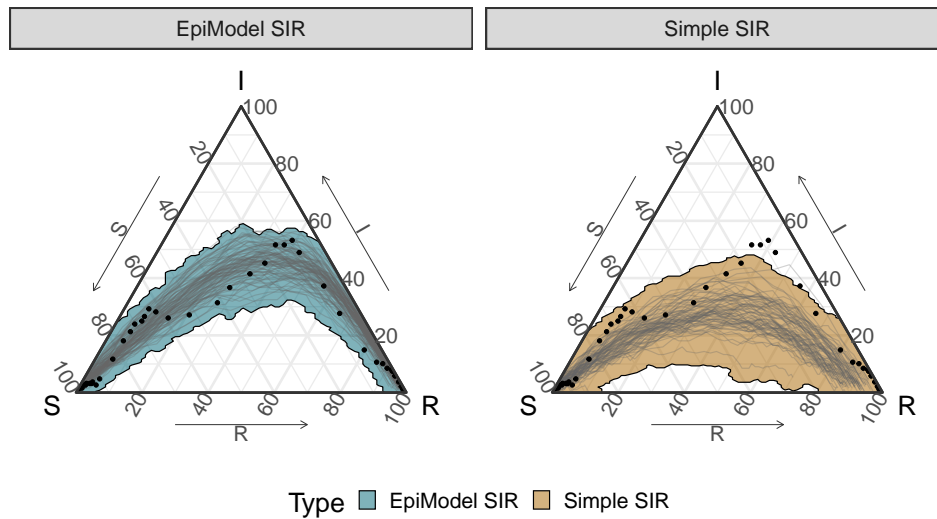 EpiModel SIR Simple SIR
I I
100 100
20 80 20 80
40 60 40 60
S I S I
60 40 60 40
80 20 80 20
100 100
S R S R
20 40 60 80 100 20 40 60 80 100
R R
Type EpiModel SIR Simple SIR